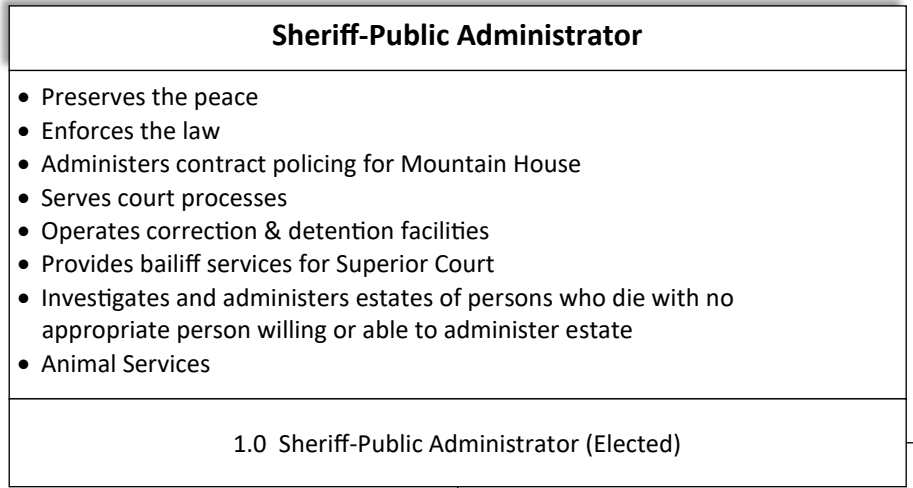 Sheriff-Public Administrator
• Preserves the peace
• Enforces the law
• Administers contract policing for Mountain House
• Serves court processes
• Operates correction & detention facilities
• Provides bailiff services for Superior Court
• Investigates and administers estates of persons who die with no
appropriate person willing or able to administer estate
• Animal Services
1.0 Sheriff-Public Administrator (Elected)